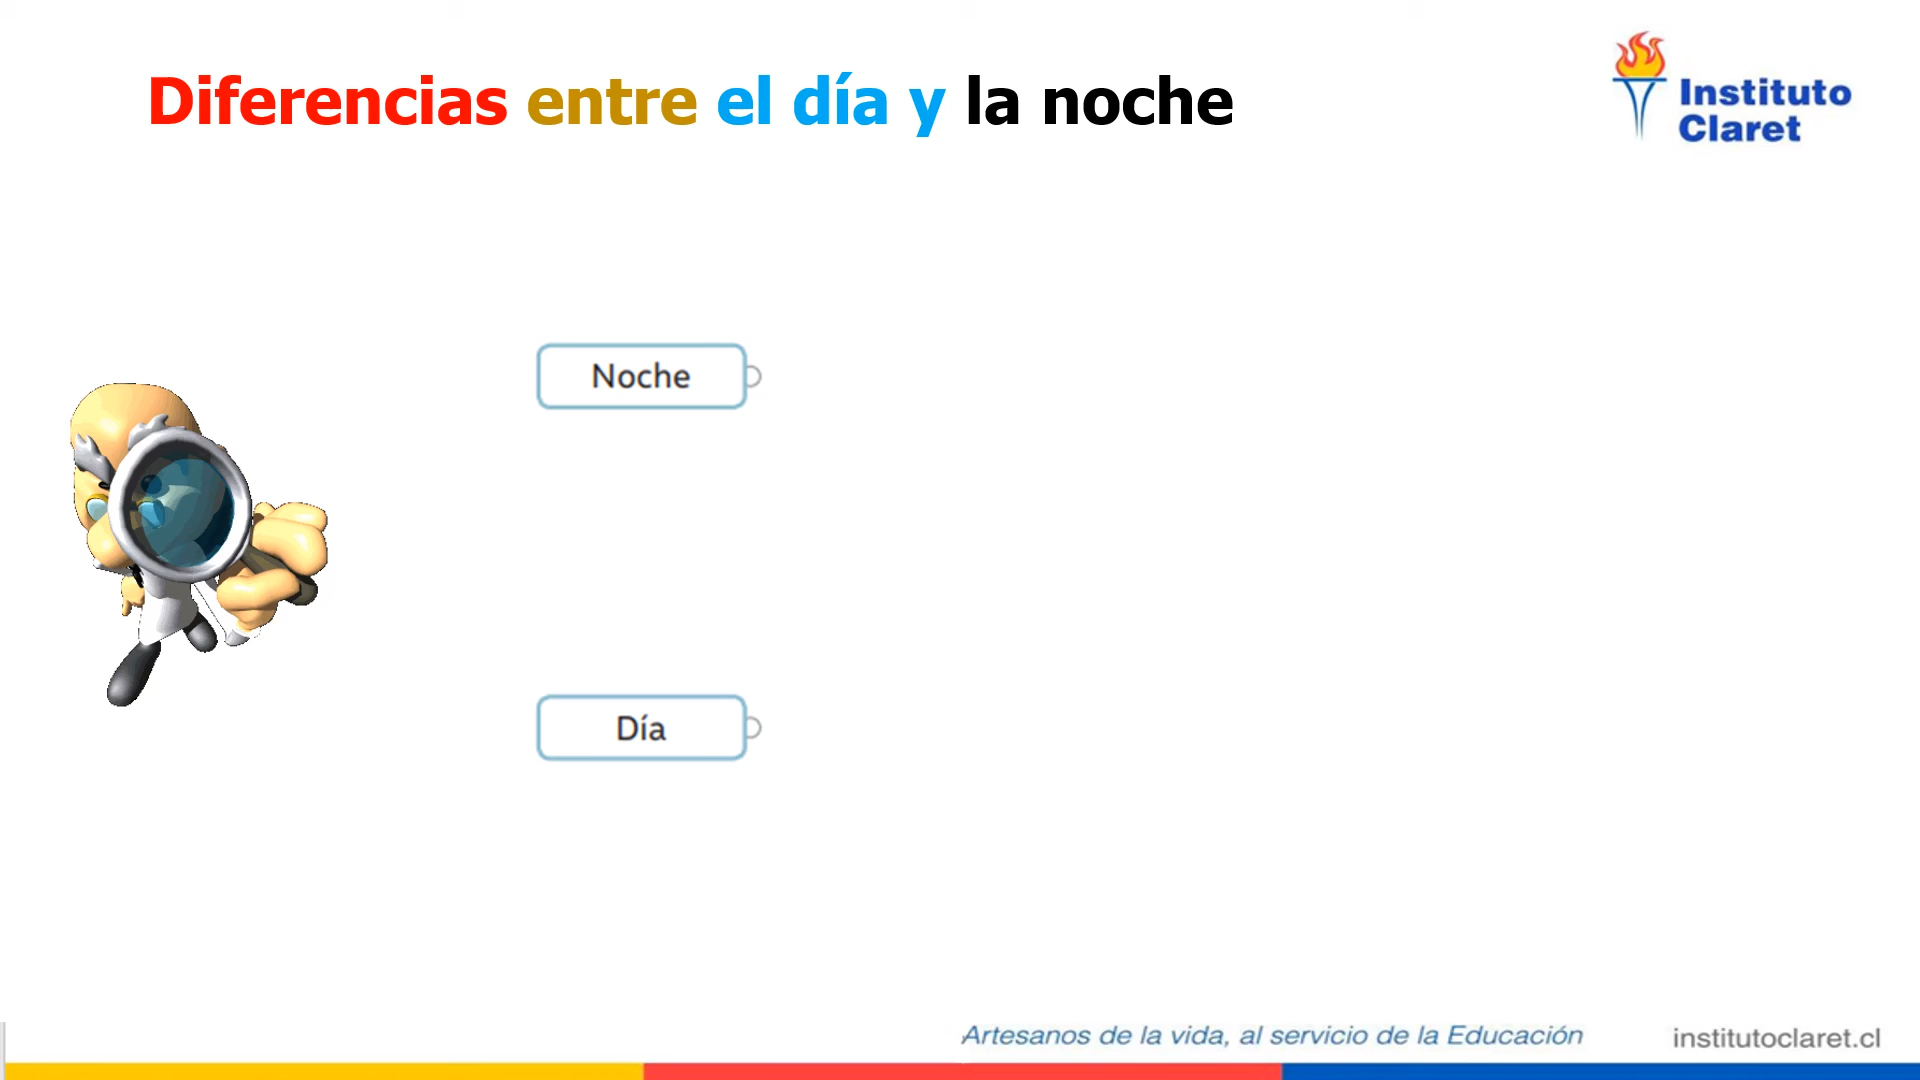 Diferencias entre el día y la noche
Instituto
Claret
Noche
Día
Artesanos de la vida, al servicio de la Educación
institutoclaret.cl